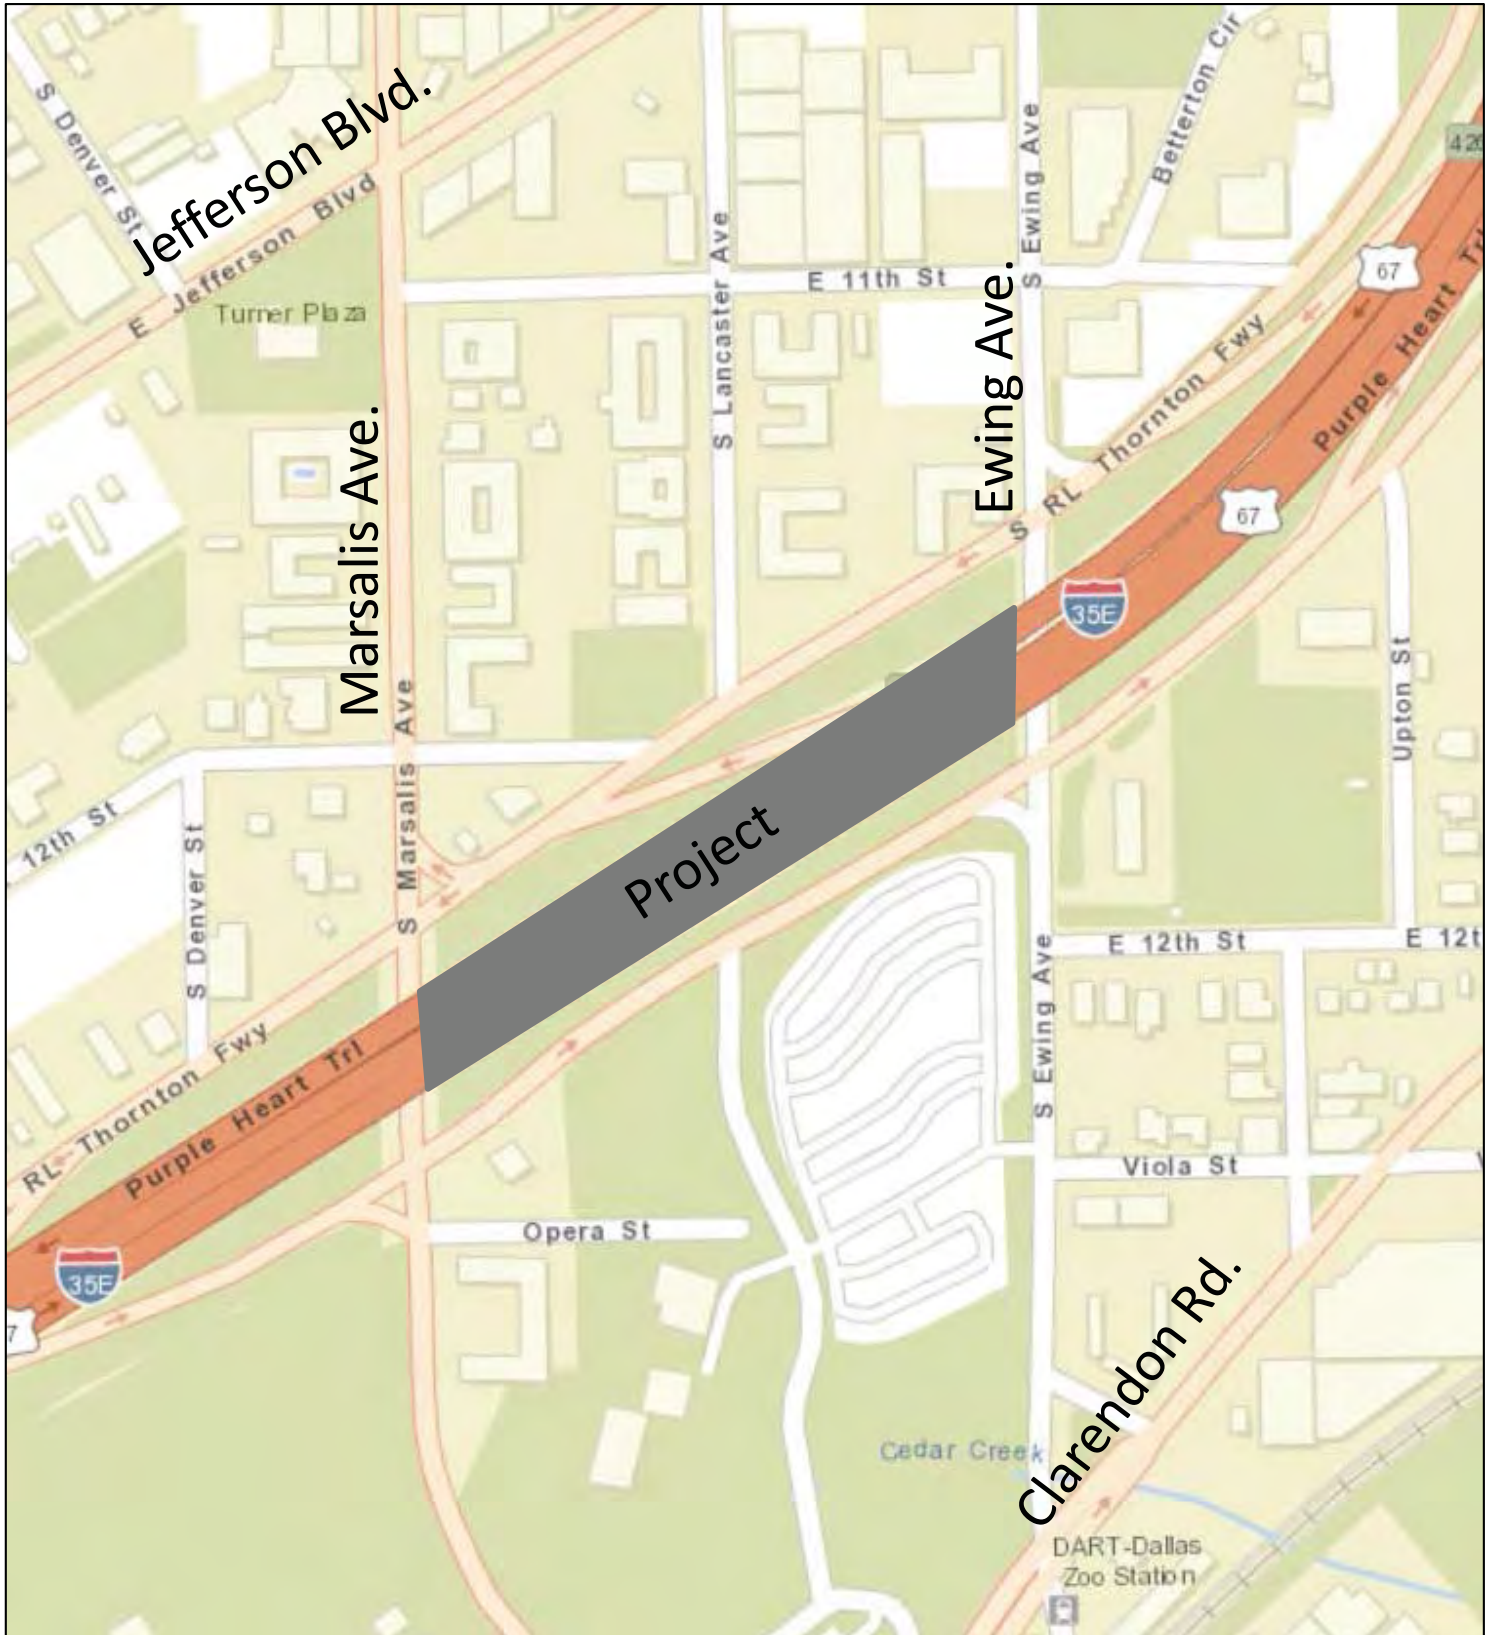 S Denver St
Jefferson Blvd.
E Jefferson Blvd
Turner Plaza
Marsalis Ave.
S Marsalis Ave
S Lancaster Ave
E 11th St
Ewing Ave.
S Ewing Ave
Betterton Cir
S RL Thornton Fwy
67
Purple Heart Trl
67
35E
Upton St
12th St
S Denver St
Project
E 12th St
E 12t
S Ewing Ave
RL Thornton Fwy
Purple Heart Trl
35E
7
Opera St
Viola St
Clarendon Rd.
Cedar Creek
DART-Dallas
Zoo Station